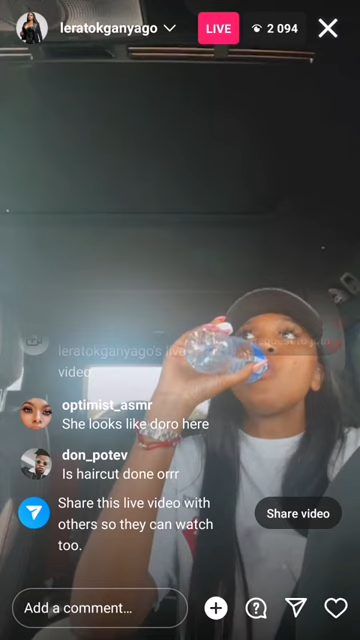 leratokganyago
LIVE
2 094
leratokganyago's live
video.
optimist_asmr
She looks like doro here
don_potev
Is haircut done orrr
Share this live video with
others so they can watch
too.
Share video
Add a comment...